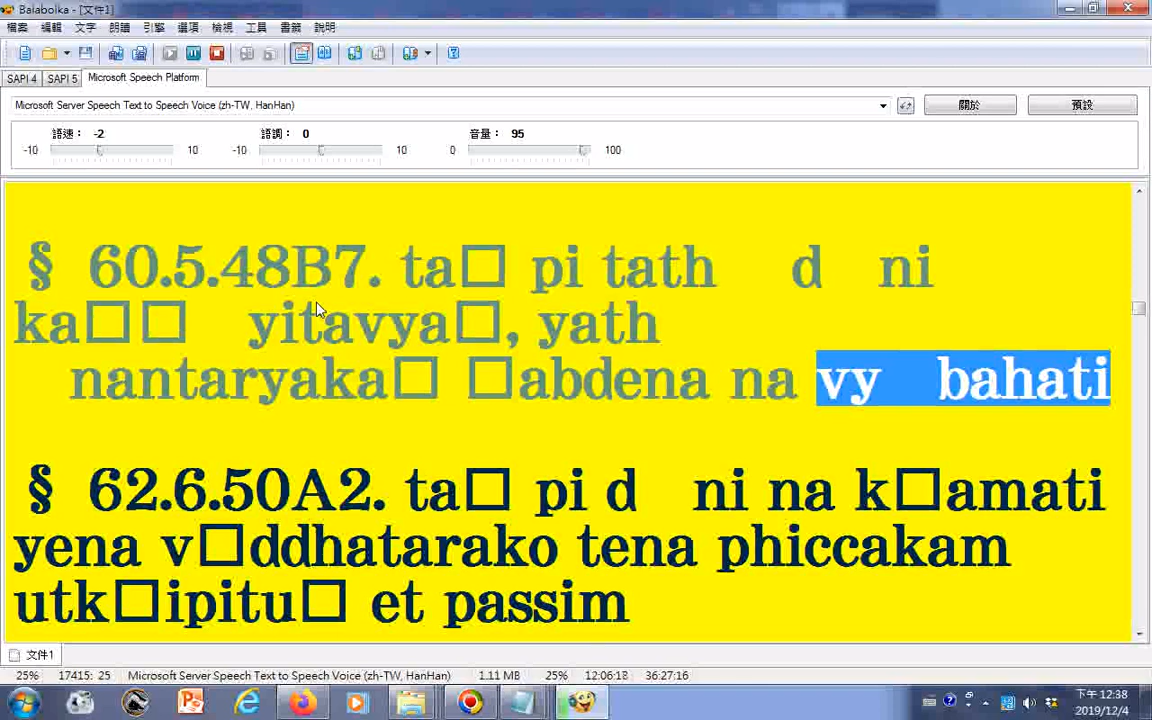 Balabolka - [文件1]
檔案 編輯 文字 朗讀 引擎 選項 檢視 工具 書籤 說明
SAPI 4 SAPI 5 Microsoft Speech Platform
Microsoft Server Speech Text to Speech Voice (zh-TW, HanHan) 關於 預設
語速： -2 語調： 0 音量： 95
-10 10 -10 10 0 100
§ 60.5.48B7. ta□ pi tath d ni
ka□□ yitavya□, yath
nantaryaka□ □abdena na vy bahati
§ 62.6.50A2. ta□ pi d ni na k□amati
yena v□ddhatarako tena phiccakam
utk□ipitu□ et passim
文件1
25% 17415: 25 Microsoft Server Speech Text to Speech Voice (zh-TW, HanHan) 1.11 MB 25% 12:06:18 36:27:16
下午 12:38
2019/12/4